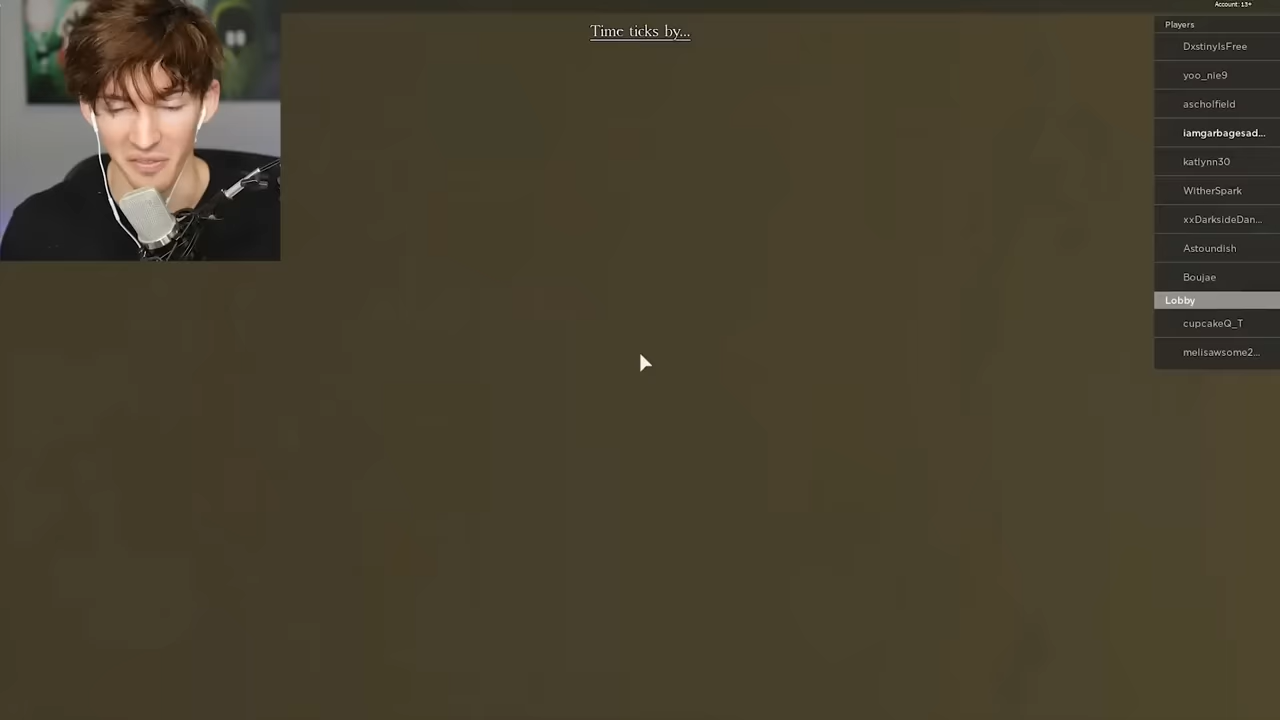 Account: 13+
Time ticks by...
Players
DxstinyIsFree
yoo_nie9
ascholfield
iamgarbagesad...
katlynn30
WitherSpark
xxDarksideDan...
Astoundish
Boujae
Lobby
cupcakeQ_T
melisawsome2...